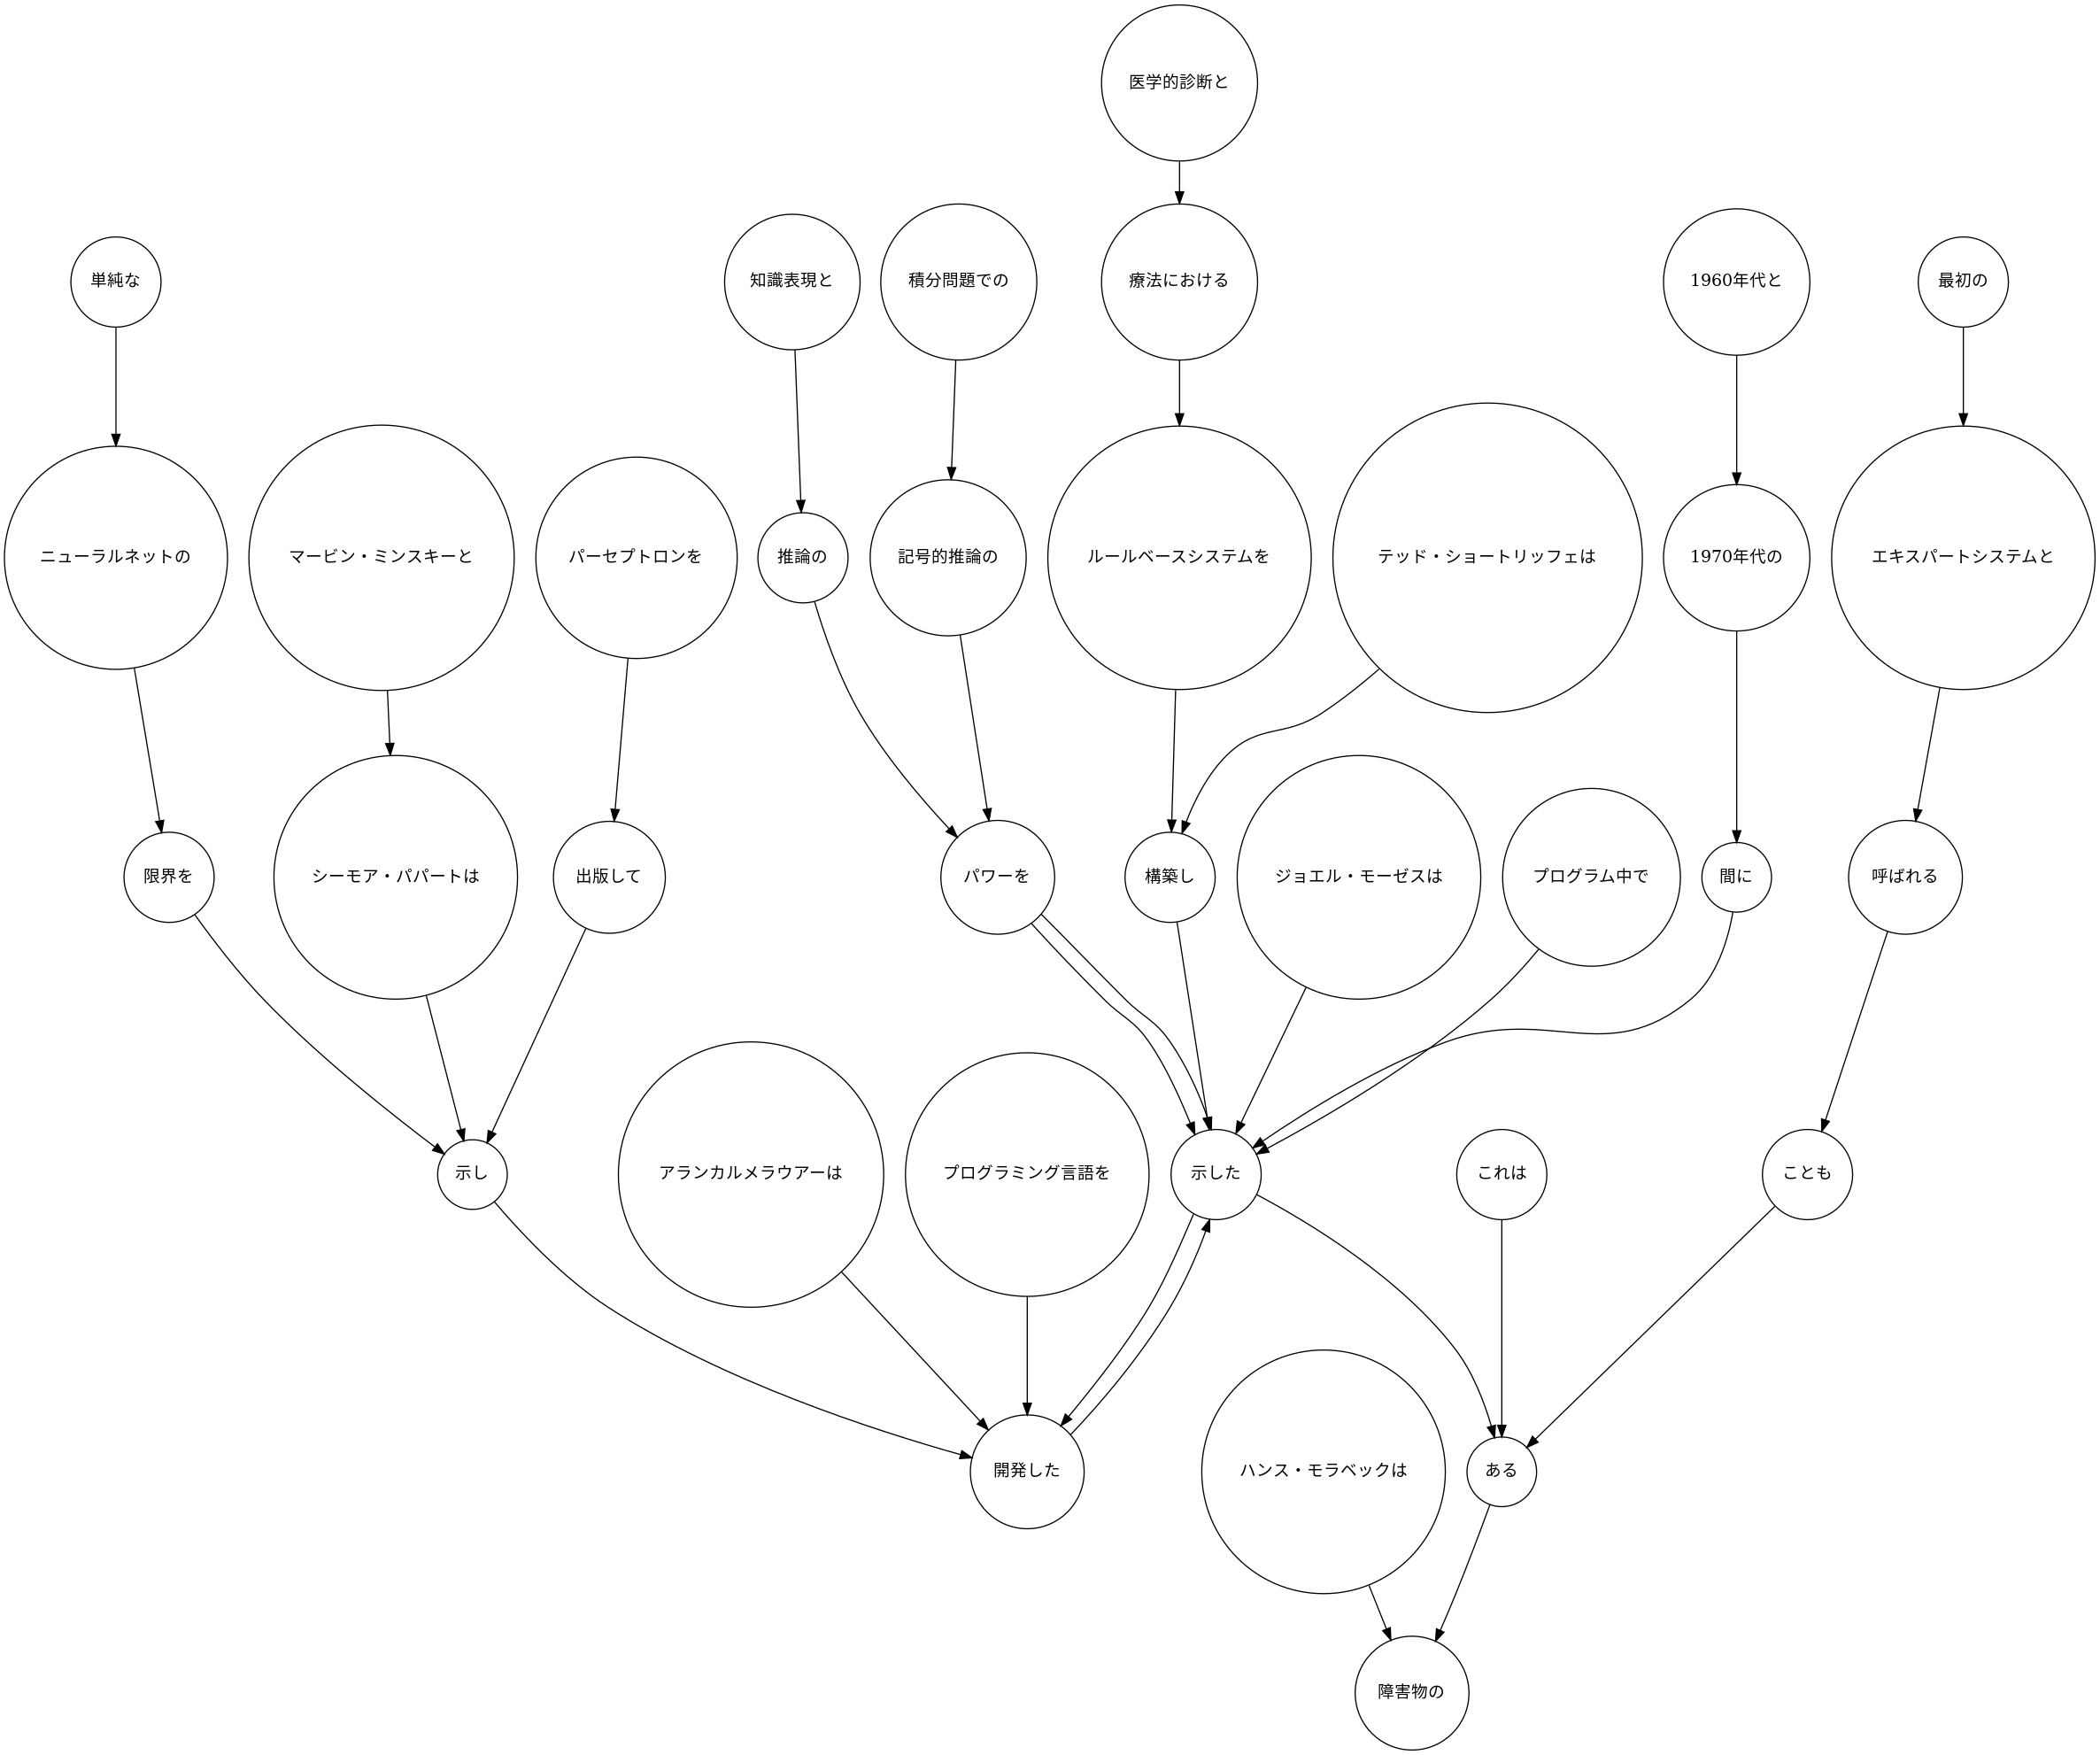 医学的診断と
単純な
知識表現と
積分問題での
療法における
1960年代と
最初の
ニューラルネットの
マービン・ミンスキーと
パーセプトロンを
推論の
記号的推論の
ルールベースシステムを
テッド・ショートリッフェは
1970年代の
エキスパートシステムと
限界を
シーモア・パパートは
出版して
パワーを
構築し
ジョエル・モーゼスは
プログラム中で
間に
呼ばれる
示し
アランカルメラウアーは
プログラミング言語を
示した
これは
ことも
開発した
ハンス・モラベックは
ある
障害物の